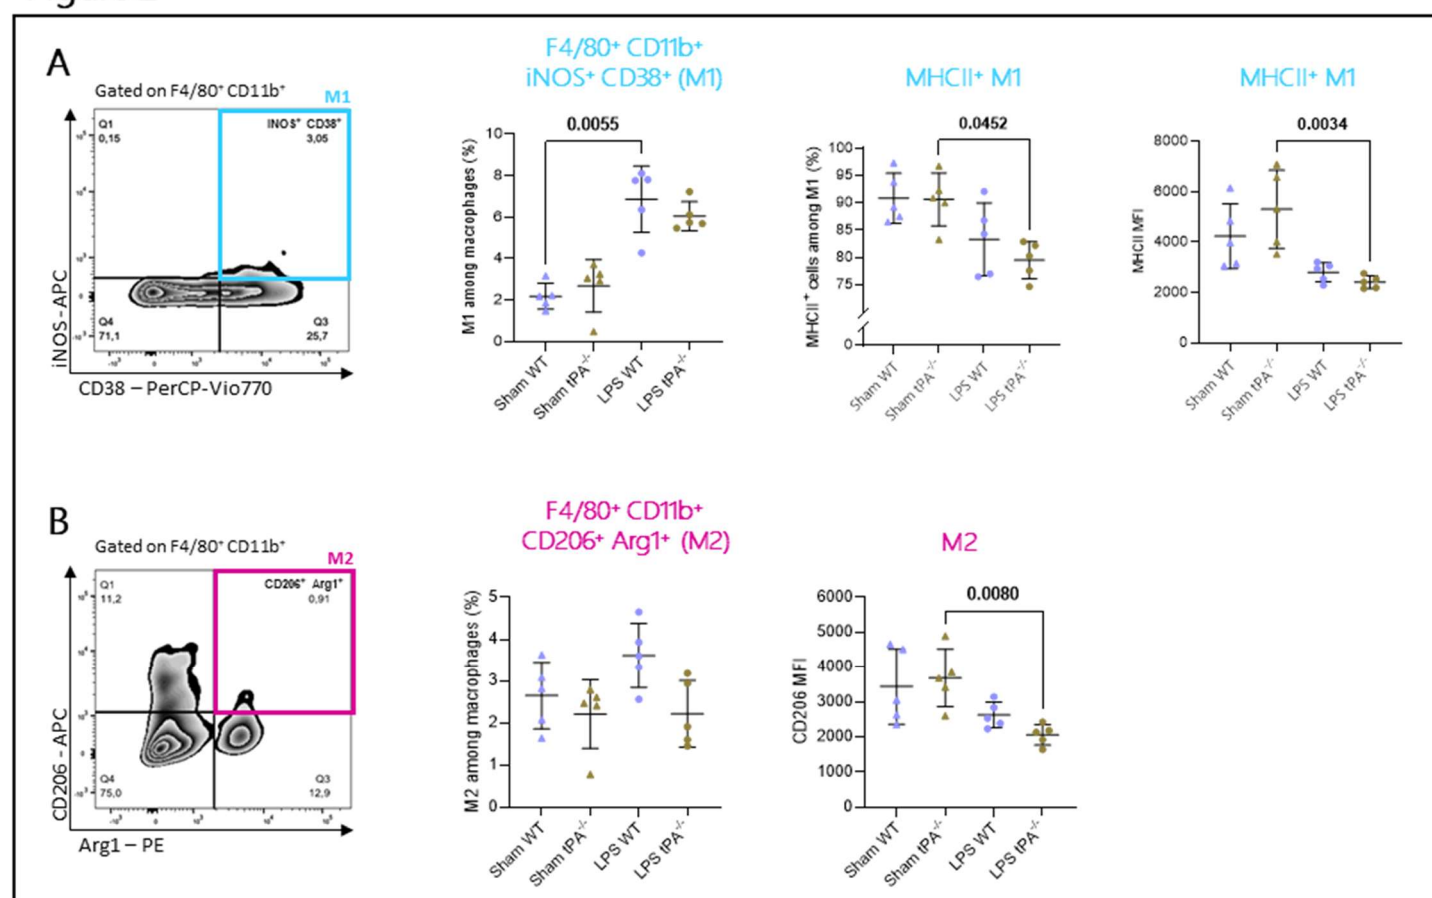 A
Gated on F4/80⁺ CD11b⁺
M1
Q1
0,15
iNOS⁺ CD38⁺
3,05
Q4
71,1
Q3
25,7
iNOS - APC
CD38 – PerCP-Vio770
F4/80⁺ CD11b⁺
iNOS⁺ CD38⁺ (M1)
0.0055
M1 among macrophages (%)
10
8
6
4
2
0
Sham WT
Sham tPA⁻/⁻
LPS WT
LPS tPA⁻/⁻
MHCII⁺ M1
0.0452
MHCII⁺ cells among M1 (%)
100
95
90
85
80
75
0
Sham WT
Sham tPA⁻/⁻
LPS WT
LPS tPA⁻/⁻
MHCII⁺ M1
0.0034
MHCII MFI
8000
6000
4000
2000
0
Sham WT
Sham tPA⁻/⁻
LPS WT
LPS tPA⁻/⁻
B
Gated on F4/80⁺ CD11b⁺
M2
Q1
11,2
CD206⁺ Arg1⁺
0,91
Q4
75,0
Q3
12,9
CD206 - APC
Arg1 – PE
F4/80⁺ CD11b⁺
CD206⁺ Arg1⁺ (M2)
M2 among macrophages (%)
5
4
3
2
1
0
Sham WT
Sham tPA⁻/⁻
LPS WT
LPS tPA⁻/⁻
M2
0.0080
CD206 MFI
6000
5000
4000
3000
2000
1000
0
Sham WT
Sham tPA⁻/⁻
LPS WT
LPS tPA⁻/⁻